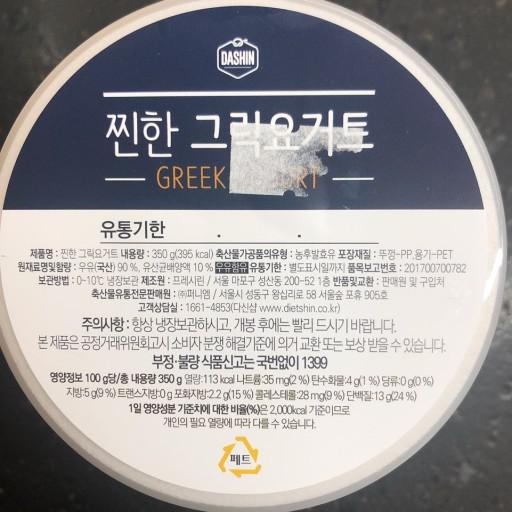 DASHIN
찐한 그릭요거트
GREEK
유통기한 . .
제품명 : 찐한 그릭요거트 내용량 : 350 g(395 kcal) 축산물가공품의유형 : 농후발효유 포장재질 : 뚜껑-PP,용기-PET
원재료명및함량 : 우유(국산) 90 %, 유산균배양액 10 % 우유함유 유통기한 : 별도표시일까지 품목보고번호 : 201700700782
보관방법 : 0~10℃ 냉장보관 제조원 : 프레시린 / 서울 마포구 성산동 200-52 1층 반품및교환 : 판매원 및 구입처
축산물유통전문판매원 : ㈜퍼니엠 / 서울시 성동구 왕십리로 58 서울숲 포휴 905호
고객상담실 : 1661-4853(다신샵 www.dietshin.co.kr)
주의사항 : 항상 냉장보관하시고, 개봉 후에는 빨리 드시기 바랍니다.
본 제품은 공정거래위원회고시 소비자 분쟁 해결기준에 의거 교환 또는 보상 받을 수 있습니다.
부정·불량 식품신고는 국번없이 1399
영양정보 100 g당/총 내용량 350 g 열량:113 kcal 나트륨:35 mg(2 %) 탄수화물:4 g(1 %) 당류:0 g(0 %)
지방:5 g(9 %) 트랜스지방:0 g 포화지방:2.2 g(15 %) 콜레스테롤:28 mg(9 %) 단백질:13 g(24 %)
1일 영양성분 기준치에 대한 비율(%)은 2,000kcal 기준이므로
개인의 필요 열량에 따라 다를 수 있습니다.
페트